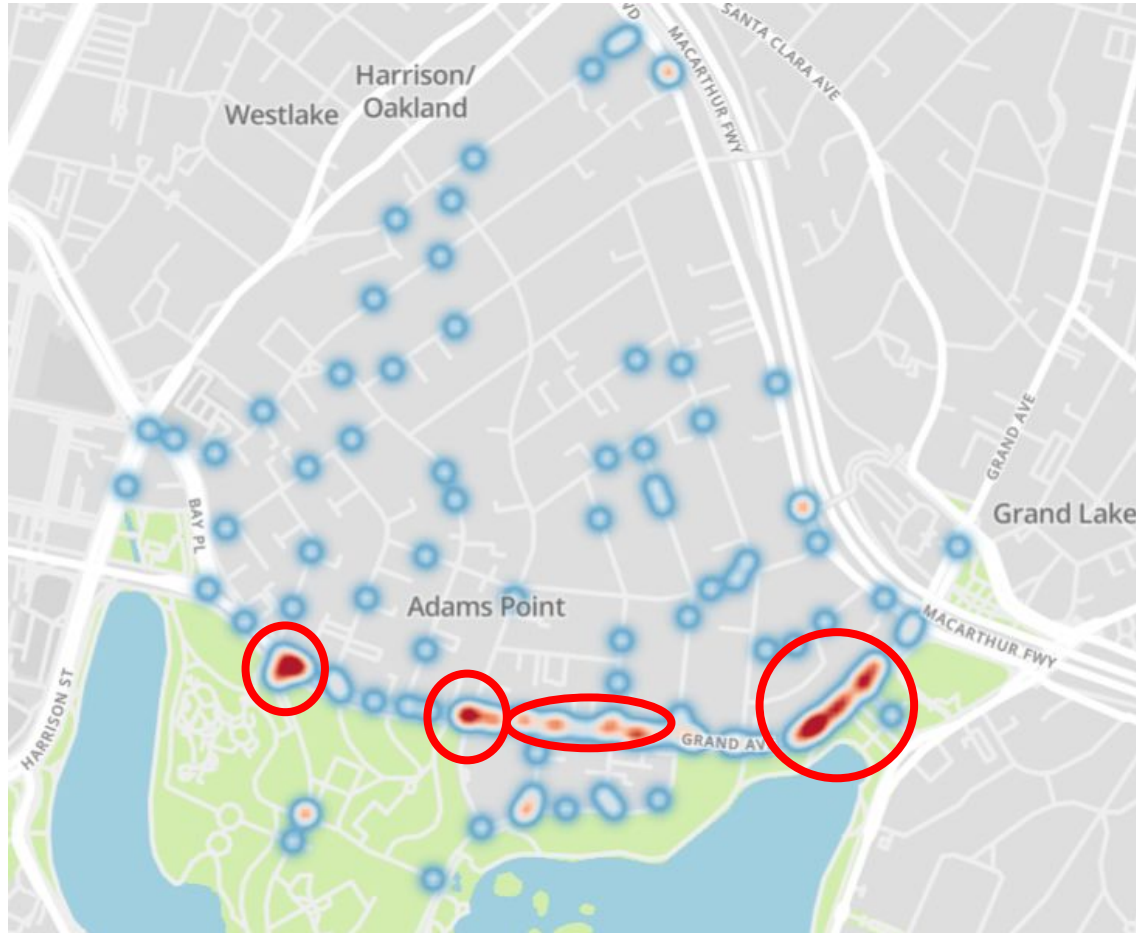 VD
SANTA CLARA AVE
MACARTHUR FWY
Harrison/
Oakland
Westlake
GRAND AVE
Grand Lake
BAY PL
Adams Point
MACARTHUR FWY
HARRISON ST
GRAND AV